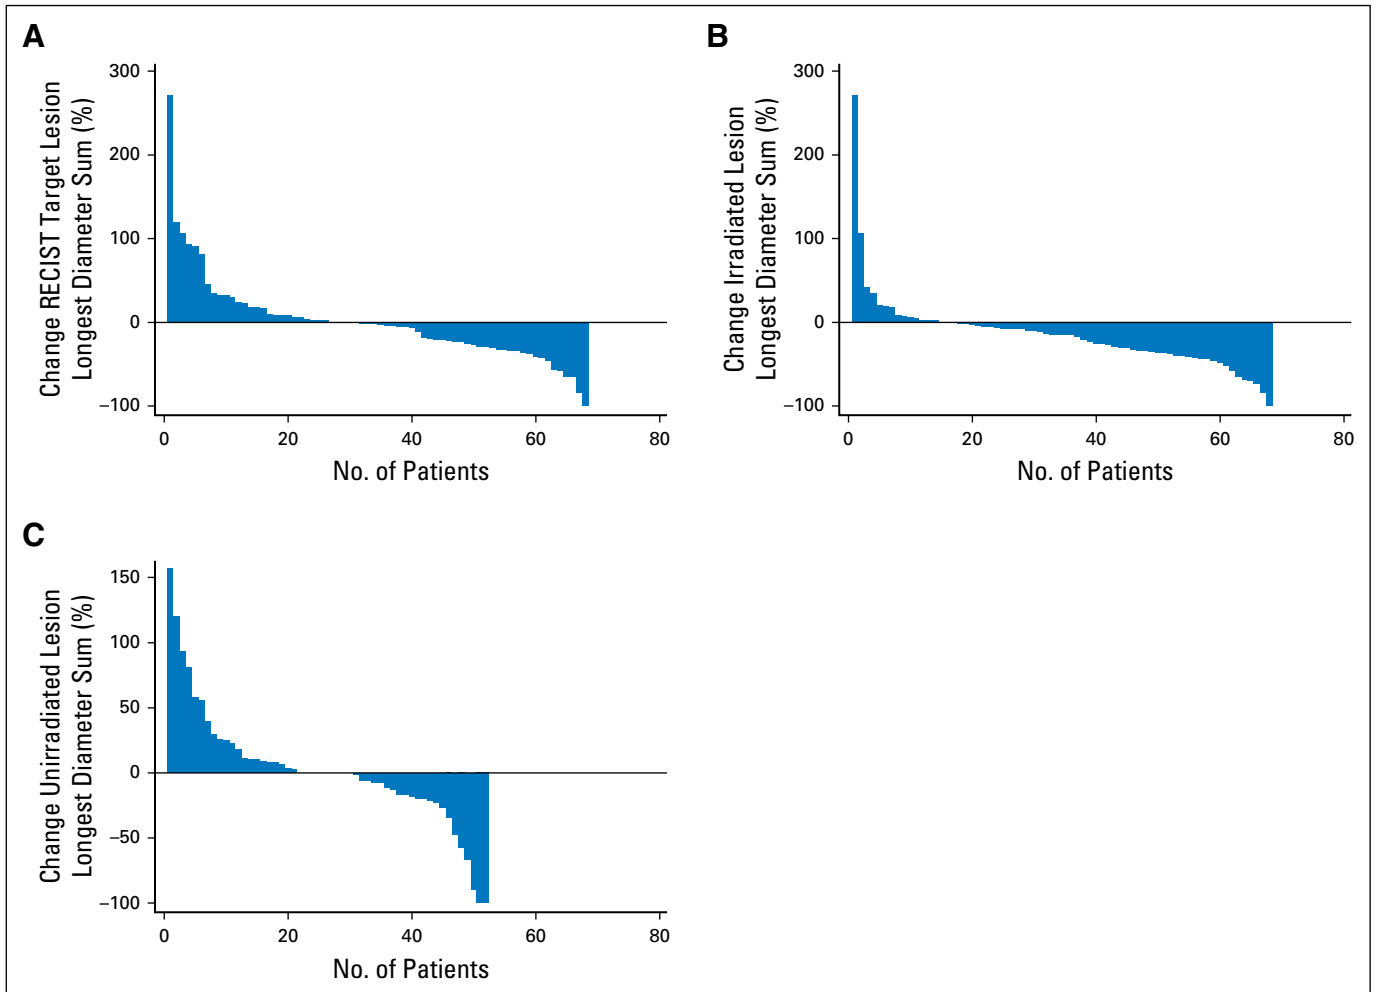 A
Change RECIST Target Lesion
Longest Diameter Sum (%)
300
200
100
0
–100
0 20 40 60 80
No. of Patients
B
Change Irradiated Lesion
Longest Diameter Sum (%)
300
200
100
0
–100
0 20 40 60 80
No. of Patients
C
Change Unirradiated Lesion
Longest Diameter Sum (%)
150
100
50
0
–50
–100
0 20 40 60 80
No. of Patients